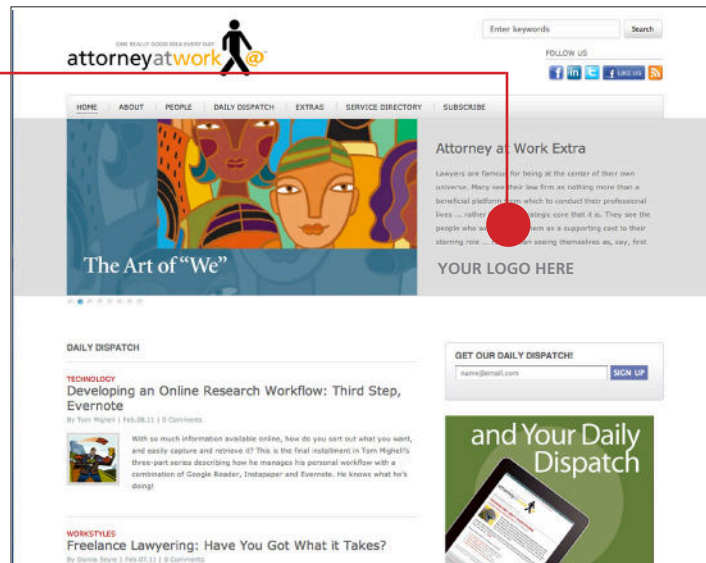 ONE REALLY GOOD IDEA EVERY DAY
attorneyatwork @
Enter keywords
Search
FOLLOW US
f in t f LIKE US
HOME ABOUT PEOPLE DAILY DISPATCH EXTRAS SERVICE DIRECTORY SUBSCRIBE
The Art of “We”
Attorney at Work Extra
Lawyers are famous for being at the center of their own
universe. Many see their law firm as nothing more than a
beneficial platform from which to conduct their professional
lives ... rather ategic core that it is. They see the
people who w em as a supporting cast to their
starring role ... an seeing themselves as, say, first
YOUR LOGO HERE
DAILY DISPATCH
TECHNOLOGY
Developing an Online Research Workflow: Third Step,
Evernote
By Tom Mighell | Feb.08.11 | 0 Comments
With so much information available online, how do you sort out what you want,
and easily capture and retrieve it? This is the final installment in Tom Mighell's
three-part series describing how he manages his personal workflow with a
combination of Google Reader, Instapaper and Evernote. He knows what he's
doing!
WORKSTYLES
Freelance Lawyering: Have You Got What it Takes?
By Donna Seyle | Feb.07.11 | 0 Comments
GET OUR DAILY DISPATCH!
name@email.com
SIGN UP
and Your Daily
Dispatch
attorneyatwork